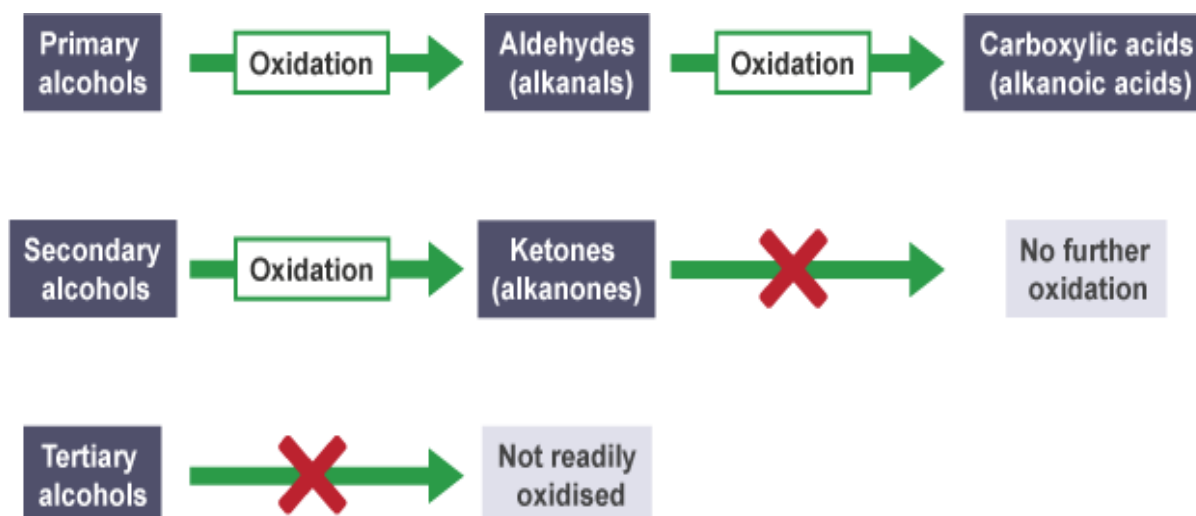 Primary
alcohols
Oxidation
Aldehydes
(alkanals)
Oxidation
Carboxylic acids
(alkanoic acids)
Secondary
alcohols
Oxidation
Ketones
(alkanones)
No further
oxidation
Tertiary
alcohols
Not readily
oxidised